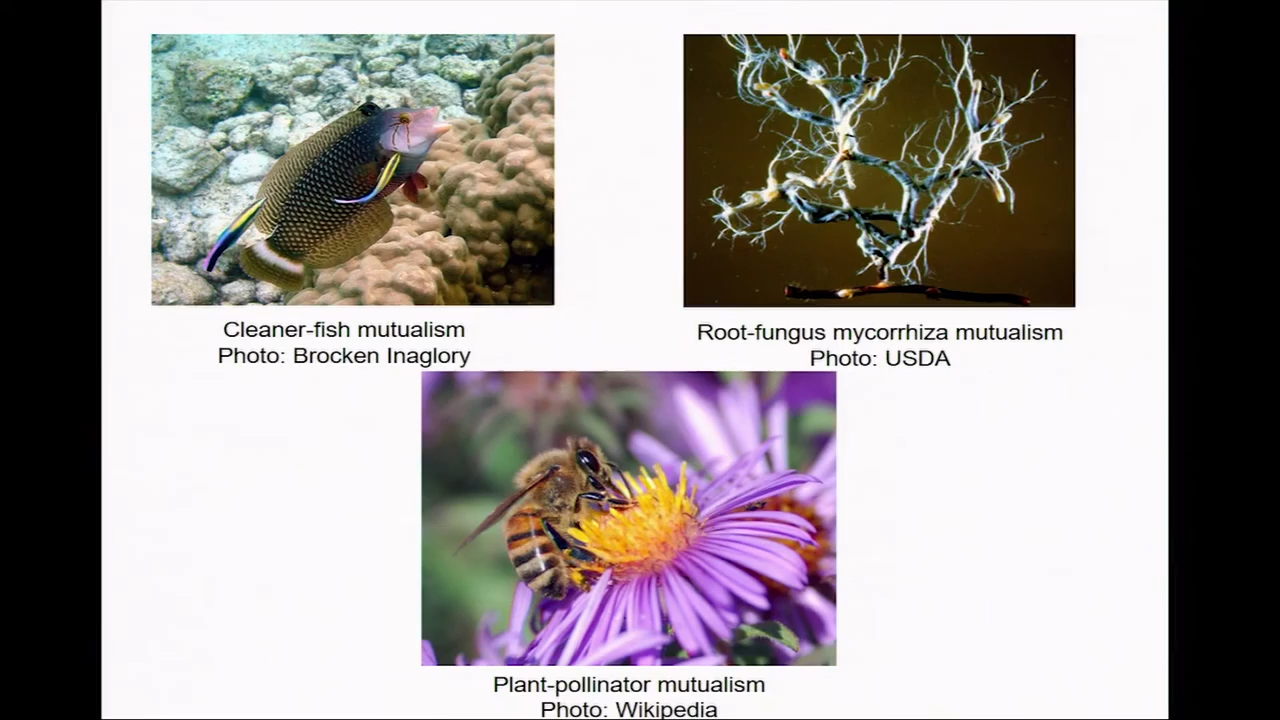 Cleaner-fish mutualism
Photo: Brocken Inaglory
Root-fungus mycorrhiza mutualism
Photo: USDA
Plant-pollinator mutualism
Photo: Wikipedia